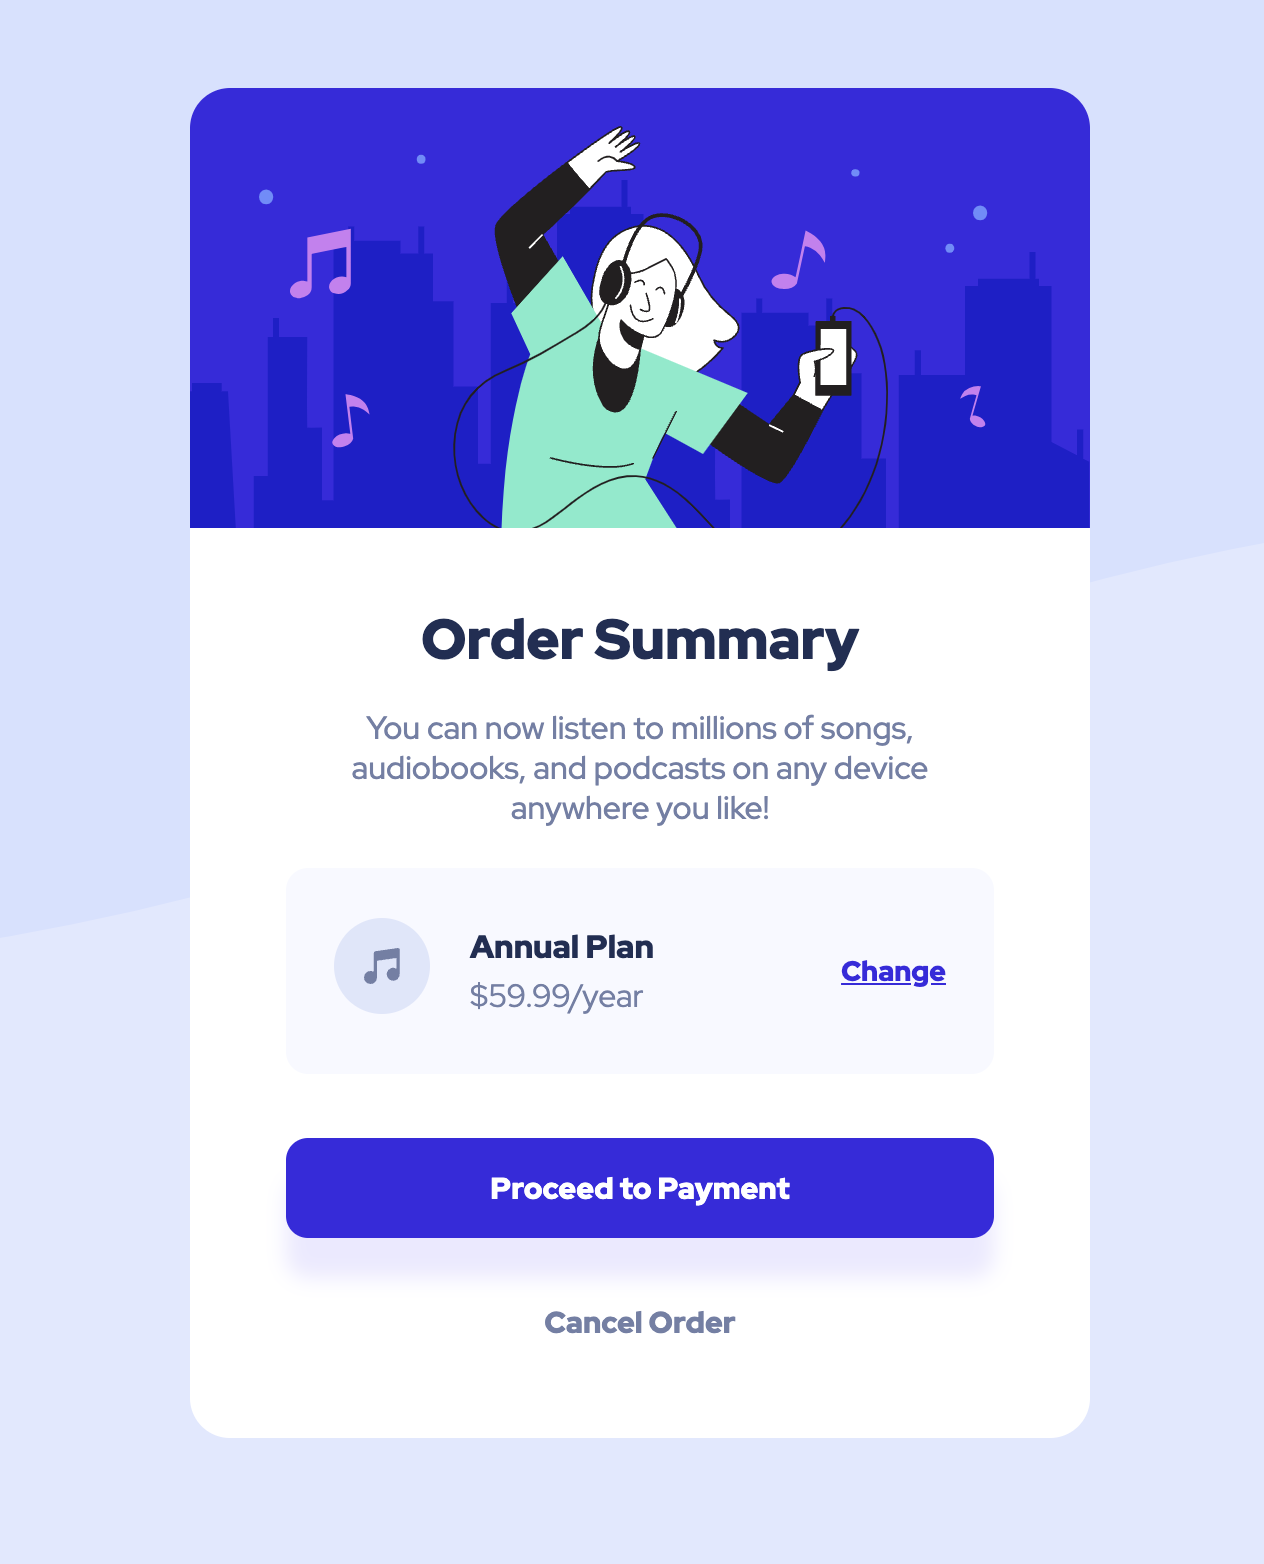 Order Summary
You can now listen to millions of songs,
audiobooks, and podcasts on any device
anywhere you like!
Annual Plan
$59.99/year
Change
Proceed to Payment
Cancel Order